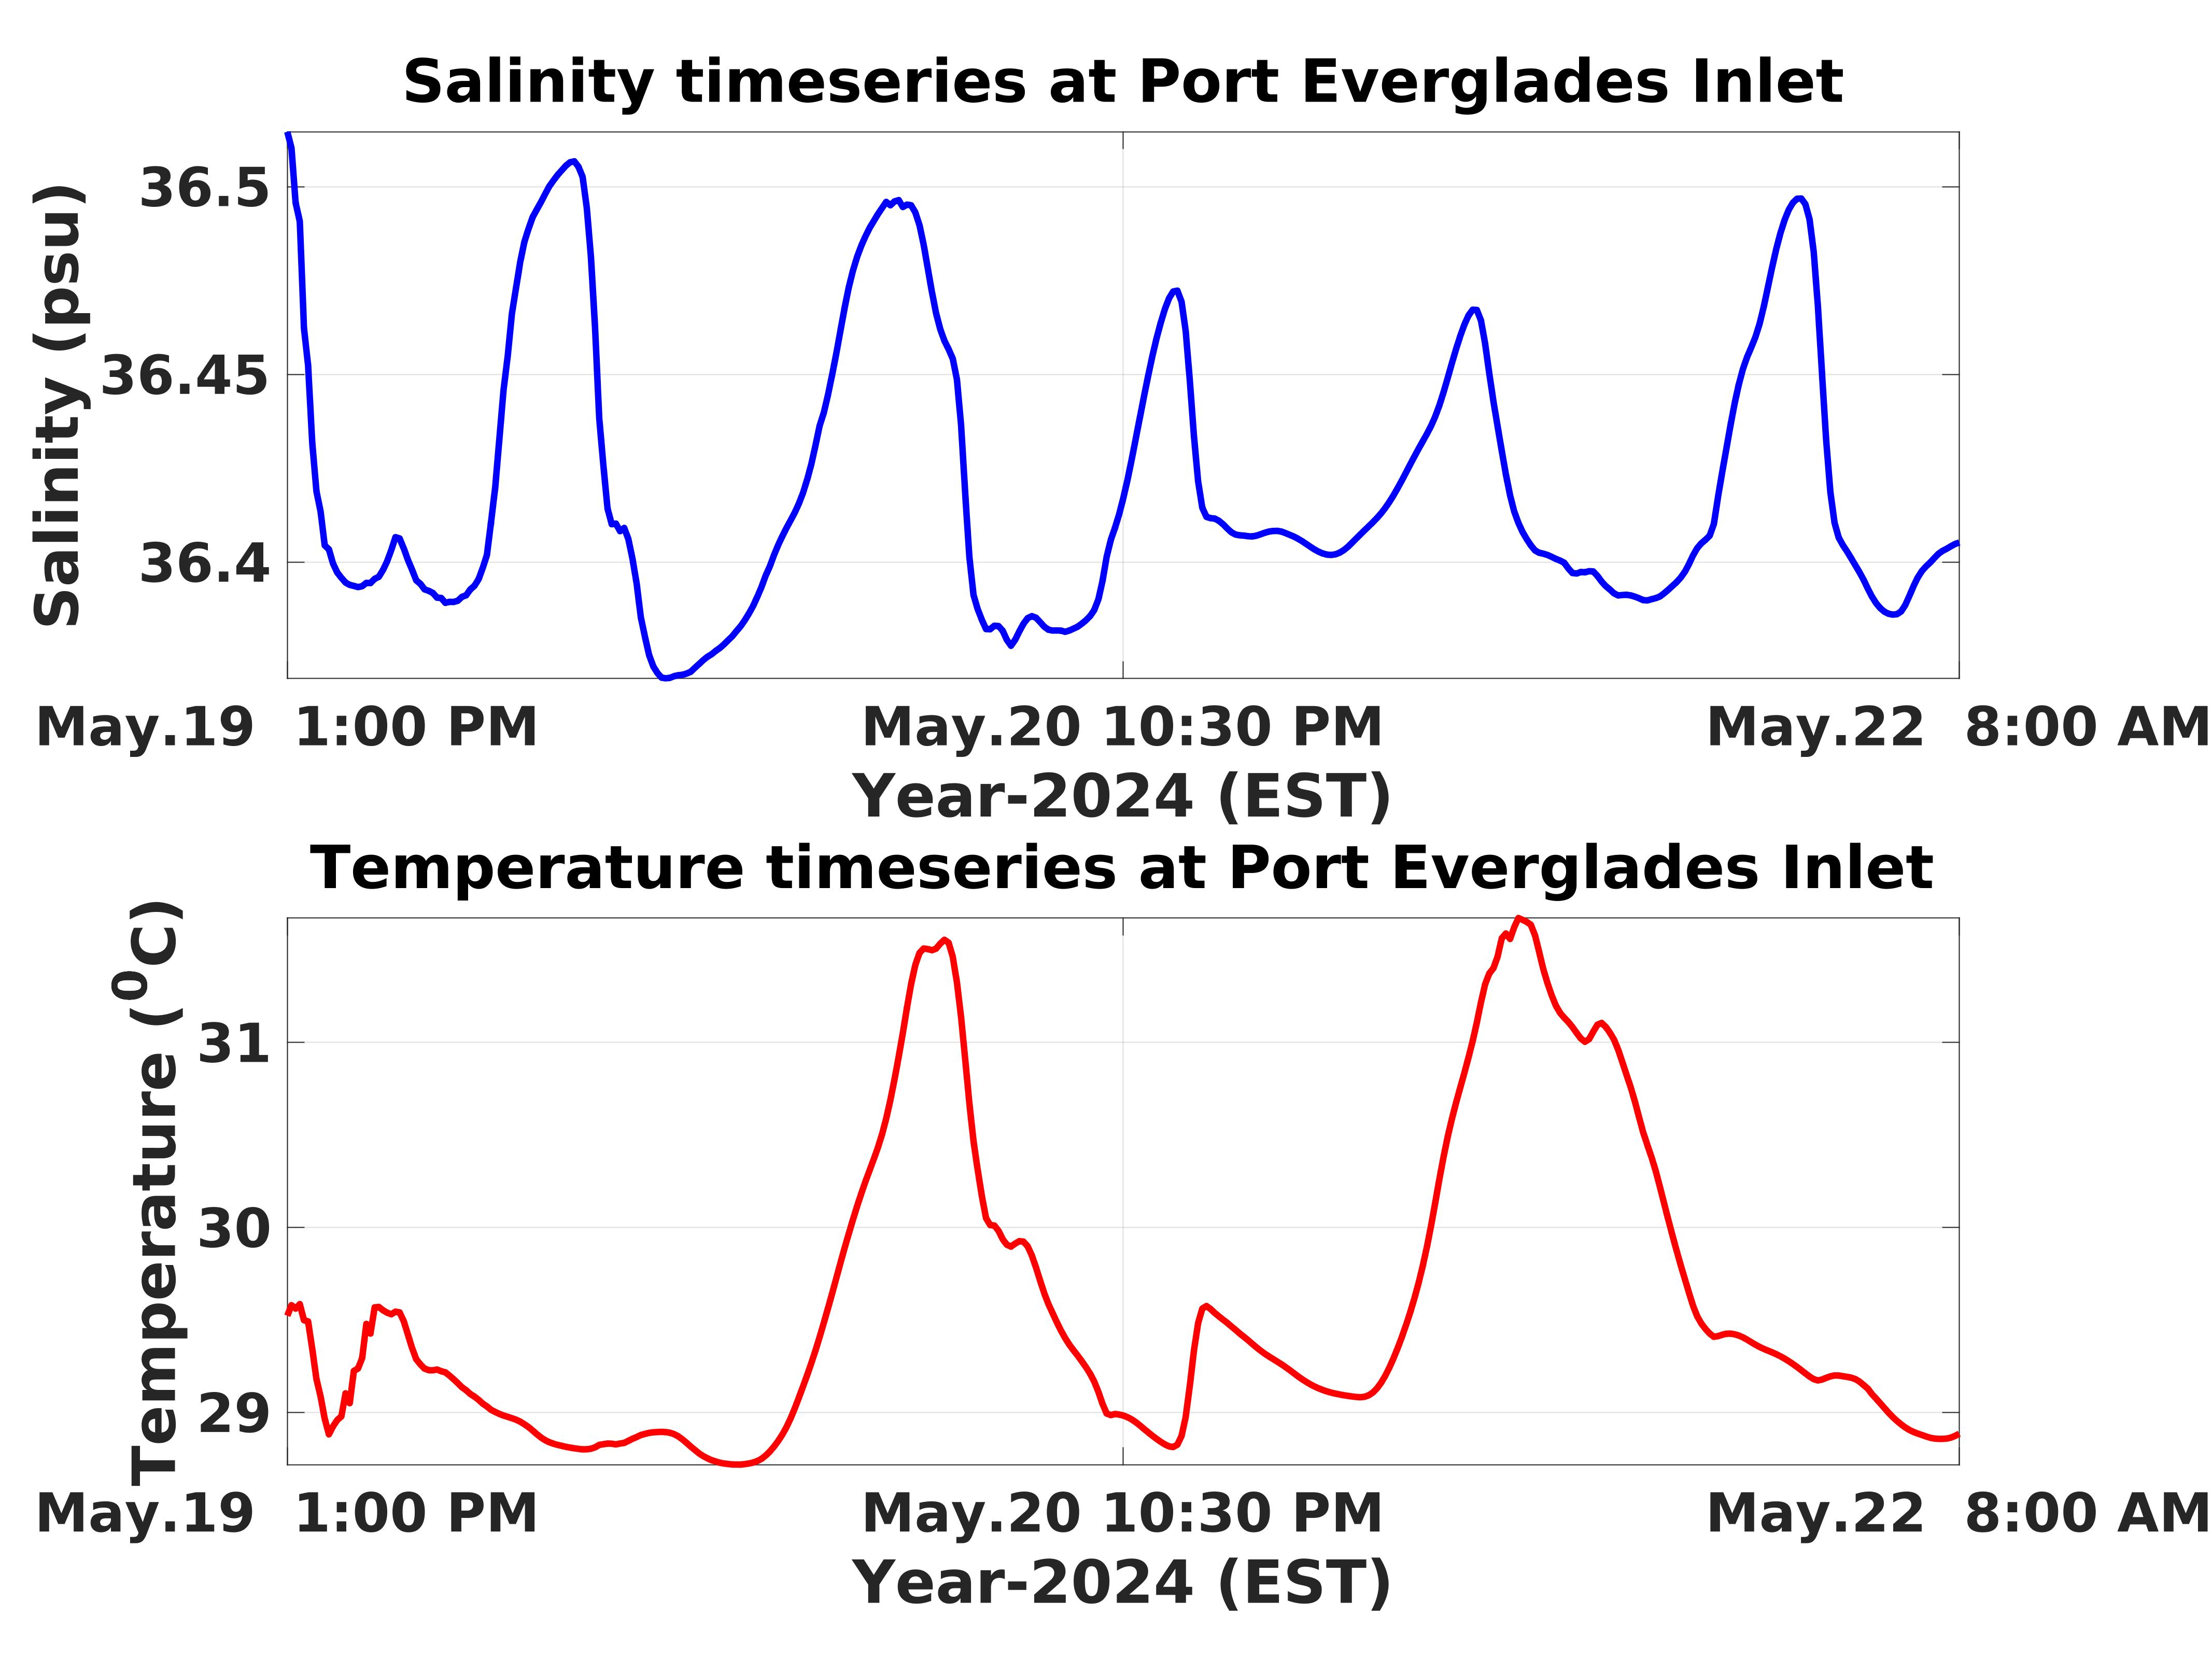 Salinity timeseries at Port Everglades Inlet
Salinity (psu)
36.5
36.45
36.4
May.19  1:00 PM
May.20 10:30 PM
May.22  8:00 AM
Year-2024 (EST)
Temperature timeseries at Port Everglades Inlet
Temperature (⁰C)
31
30
29
May.19  1:00 PM
May.20 10:30 PM
May.22  8:00 AM
Year-2024 (EST)